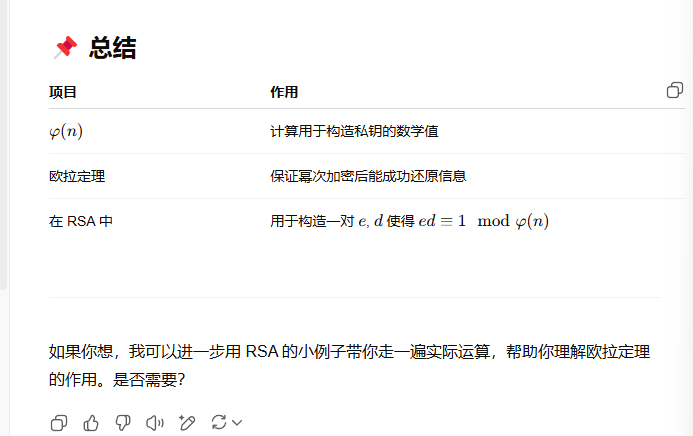 📌 总结
项目 作用
φ(n) 计算用于构造私钥的数学值
欧拉定理 保证幂次加密后能成功还原信息
在 RSA 中 用于构造一对 e, d 使得 ed ≡ 1 mod φ(n)
如果你想，我可以进一步用 RSA 的小例子带你走一遍实际运算，帮助你理解欧拉定理
的作用。是否需要？